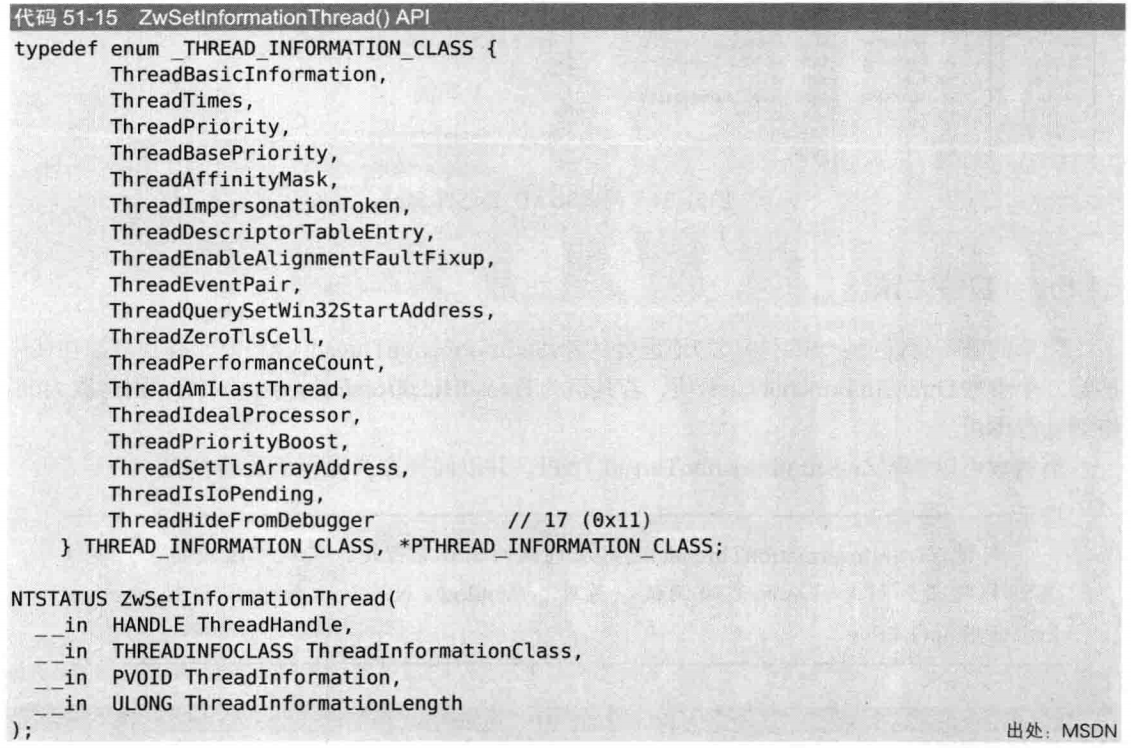 代码 51-15 ZwSetInformationThread() API
typedef enum _THREAD_INFORMATION_CLASS {
ThreadBasicInformation,
ThreadTimes,
ThreadPriority,
ThreadBasePriority,
ThreadAffinityMask,
ThreadImpersonationToken,
ThreadDescriptorTableEntry,
ThreadEnableAlignmentFaultFixup,
ThreadEventPair,
ThreadQuerySetWin32StartAddress,
ThreadZeroTlsCell,
ThreadPerformanceCount,
ThreadAmILastThread,
ThreadIdealProcessor,
ThreadPriorityBoost,
ThreadSetTlsArrayAddress,
ThreadIsIoPending,
ThreadHideFromDebugger // 17 (0x11)
} THREAD_INFORMATION_CLASS, *PTHREAD_INFORMATION_CLASS;
NTSTATUS ZwSetInformationThread(
__in HANDLE ThreadHandle,
__in THREADINFOCLASS ThreadInformationClass,
__in PVOID ThreadInformation,
__in ULONG ThreadInformationLength
);
出处：MSDN